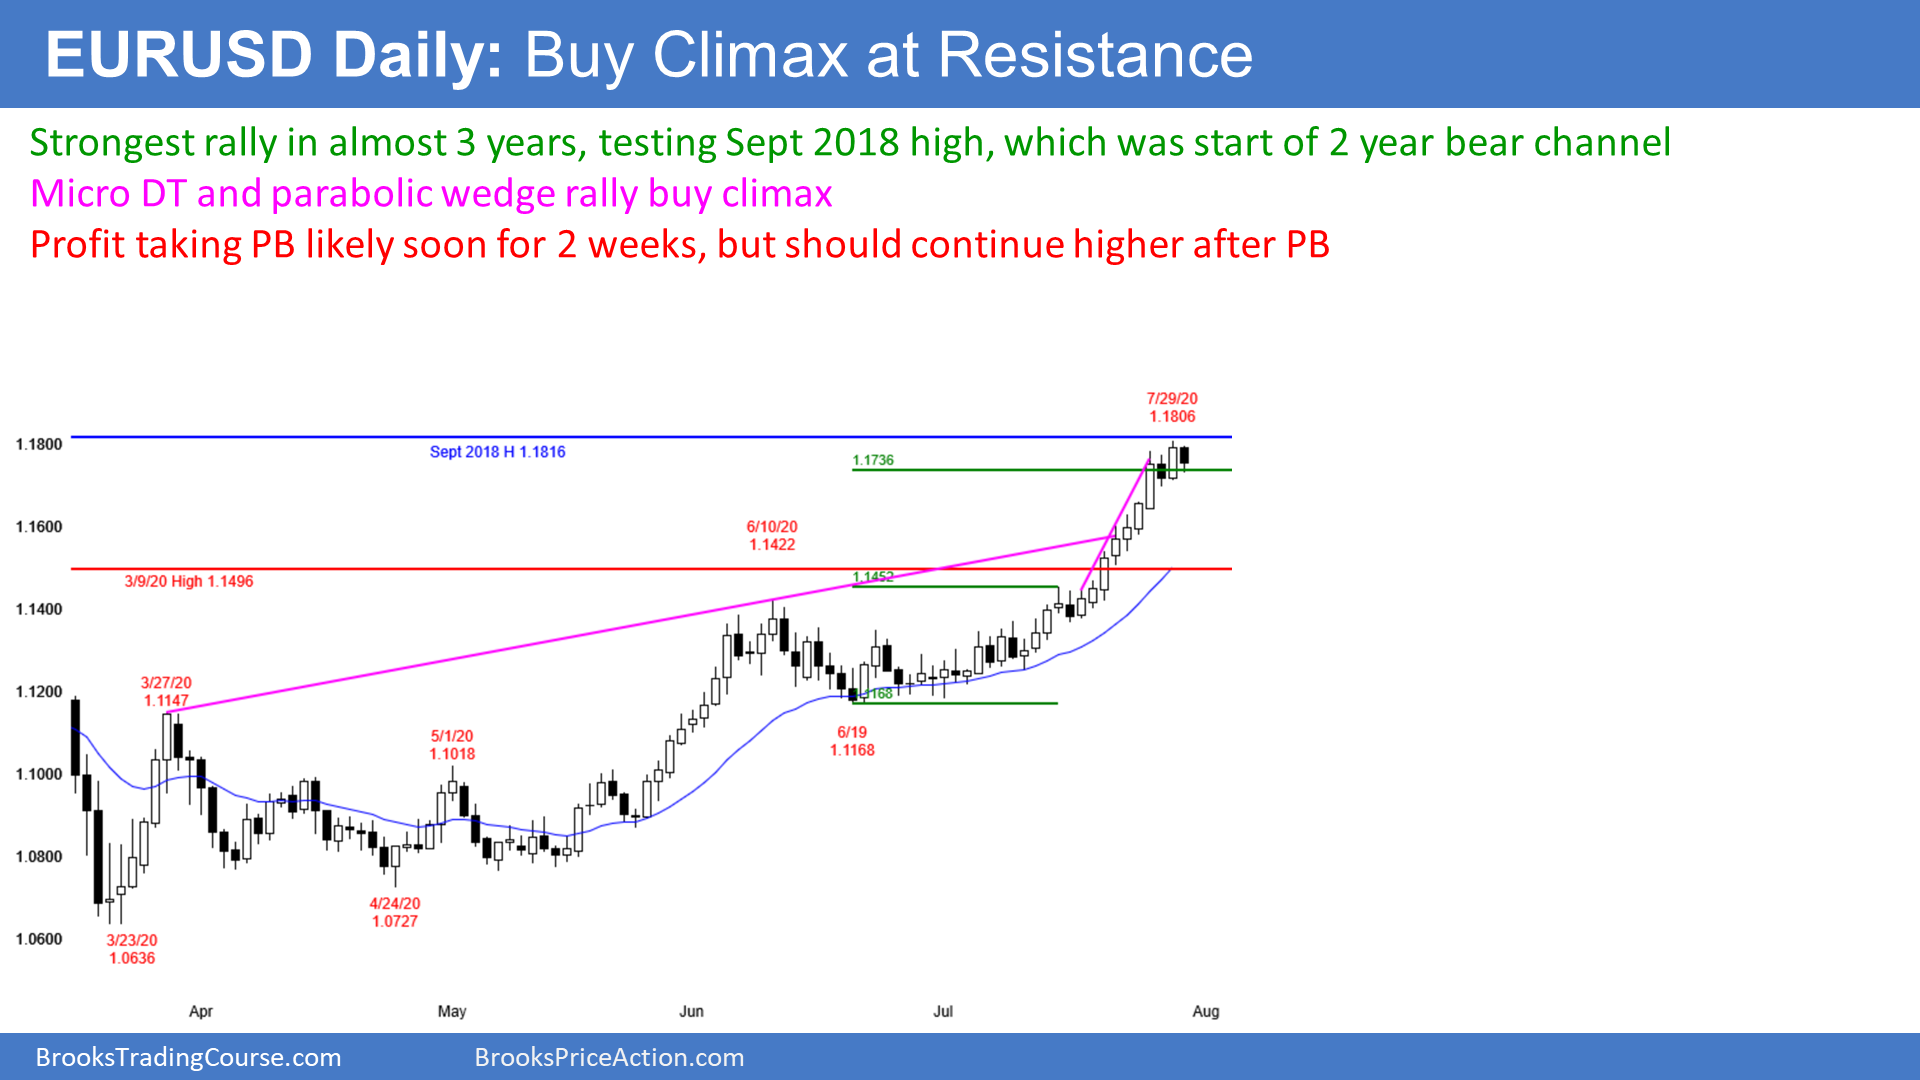 EURUSD Daily: Buy Climax at Resistance
Strongest rally in almost 3 years, testing Sept 2018 high, which was start of 2 year bear channel
Micro DT and parabolic wedge rally buy climax
Profit taking PB likely soon for 2 weeks, but should continue higher after PB
7/29/20
1.1806
1.1800
Sept 2018 H 1.1816
1.1736
1.1600
6/10/20
1.1422
3/9/20 High 1.1496
1.1452
1.1400
3/27/20
1.1147
1.1200
1.1168
6/19
1.1168
5/1/20
1.1018
1.1000
1.0800
4/24/20
1.0727
1.0600
3/23/20
1.0636
Apr
May
Jun
Jul
Aug
BrooksTradingCourse.com
BrooksPriceAction.com